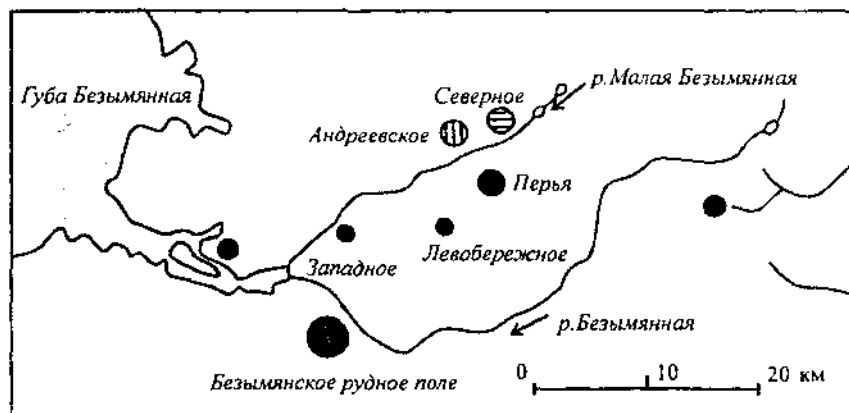 Губа Безымянная
р.Малая Безымянная
Северное
Андреевское
Перья
Западное
Левобережное
р.Безымянная
Безымянское рудное поле
0 10 20 км